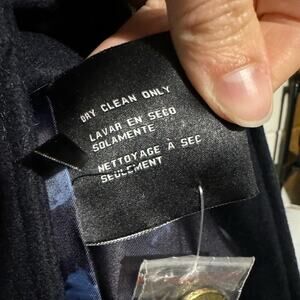 DRY CLEAN ONLY
LAVAR EN SECO
SOLAMENTE
NETTOYAGE À SEC
SEULEMENT